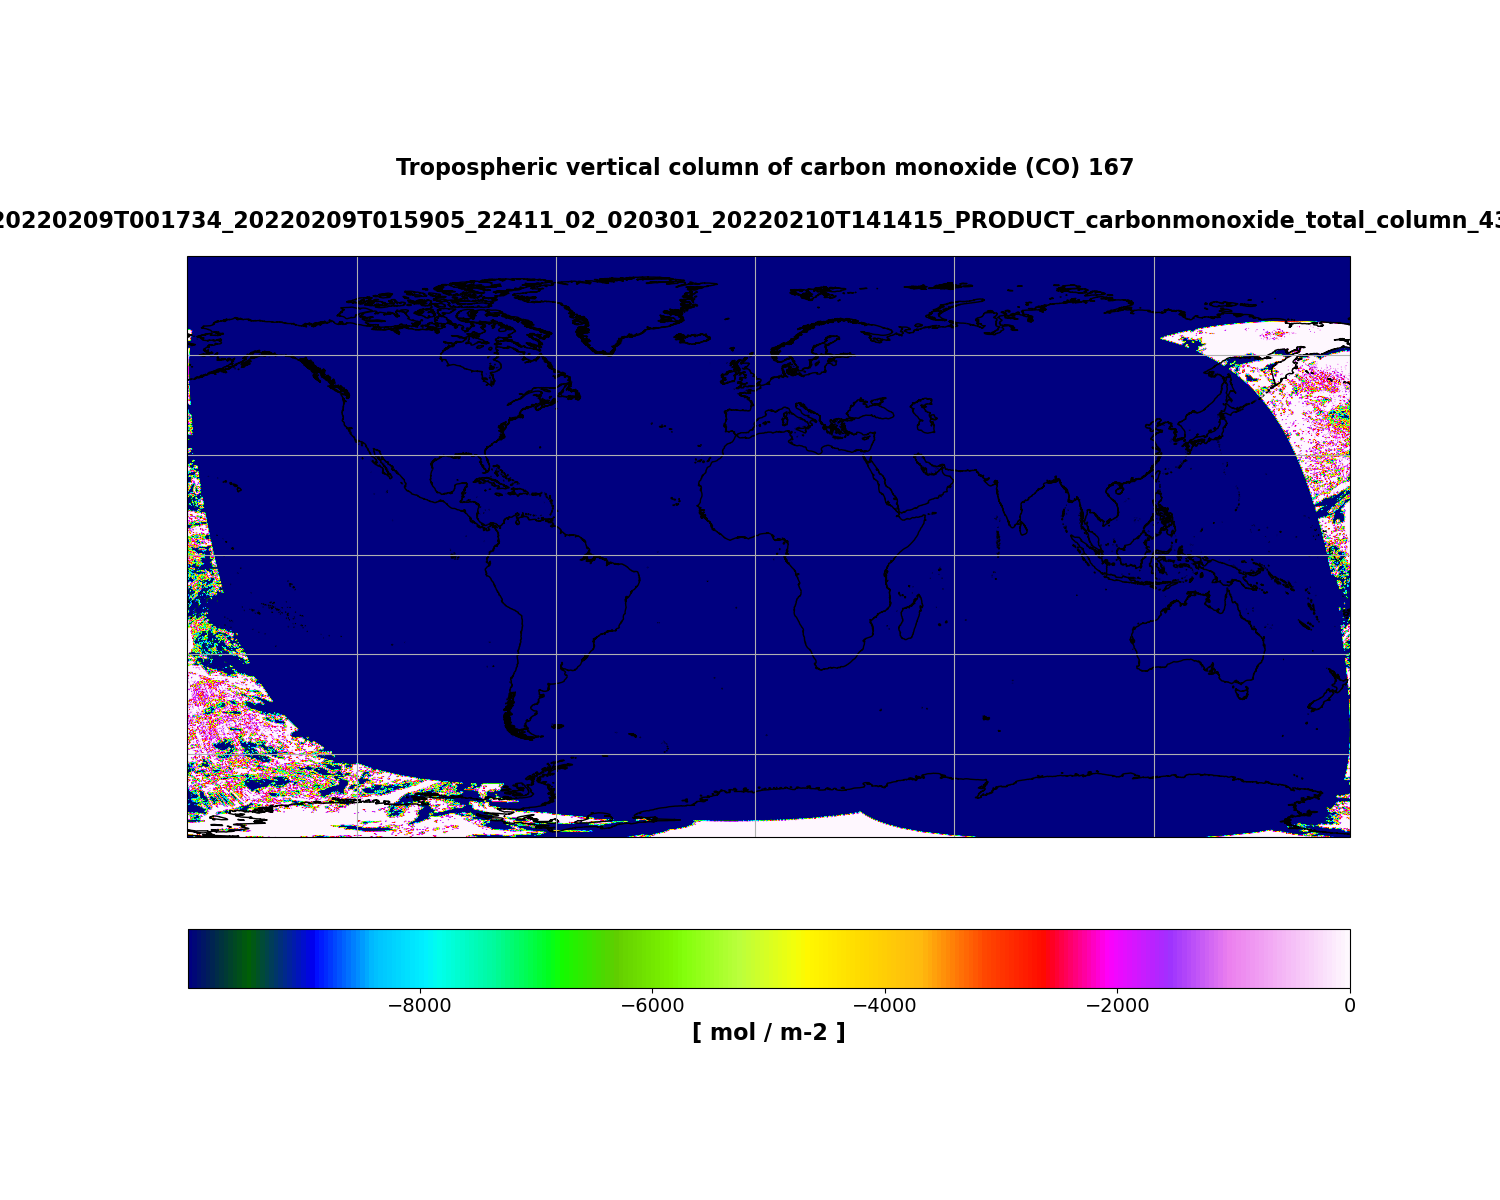 Tropospheric vertical column of carbon monoxide (CO) 167
20220209T001734_20220209T015905_22411_02_020301_20220210T141415_PRODUCT_carbonmonoxide_total_column_43
−8000 −6000 −4000 −2000 0
[ mol / m-2 ]